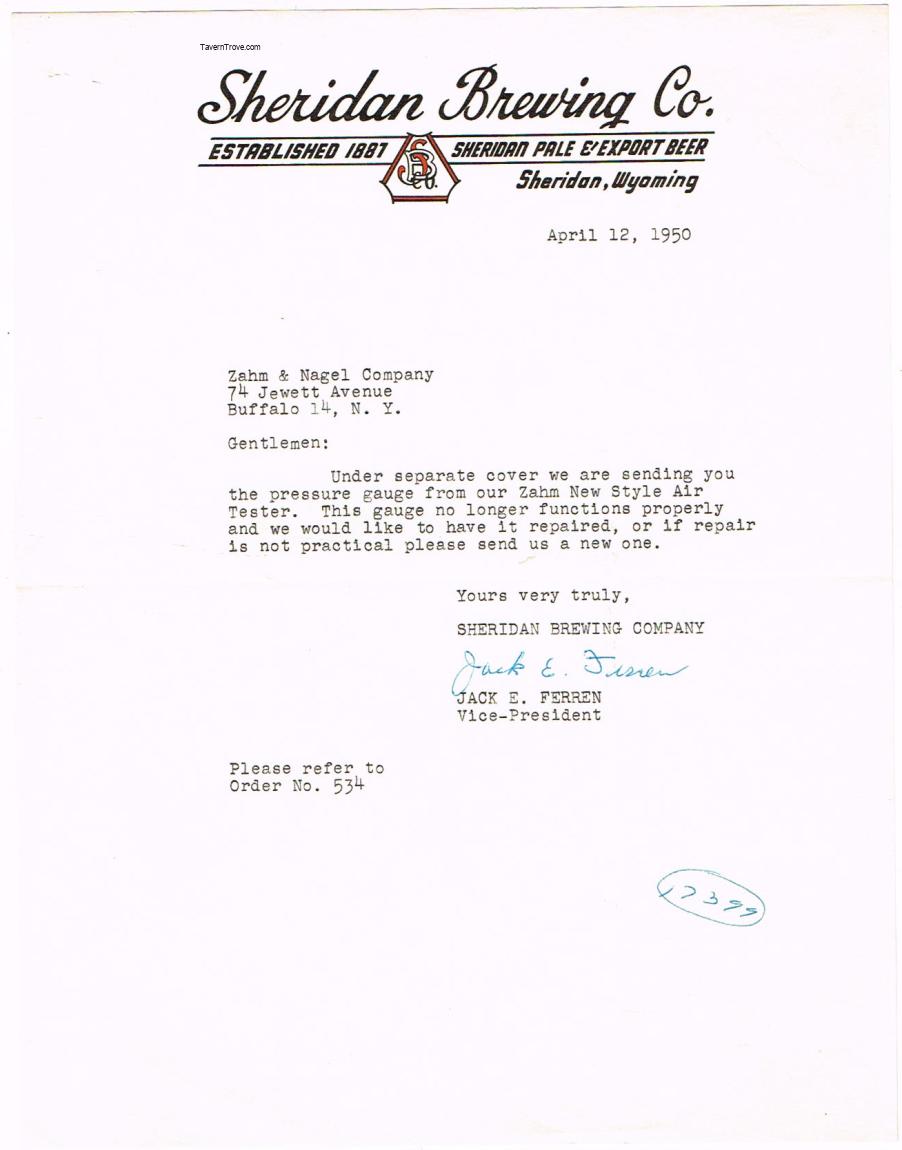 TavernTrove.com
Sheridan Brewing Co.
ESTABLISHED 1887 SBCO. SHERIDAN PALE & EXPORT BEER
Sheridan, Wyoming
April 12, 1950
Zahm & Nagel Company
74 Jewett Avenue
Buffalo 14, N. Y.
Gentlemen:
Under separate cover we are sending you
the pressure gauge from our Zahm New Style Air
Tester. This gauge no longer functions properly
and we would like to have it repaired, or if repair
is not practical please send us a new one.
Yours very truly,
SHERIDAN BREWING COMPANY
Jack E. Ferren
JACK E. FERREN
Vice-President
Please refer to
Order No. 534
17399